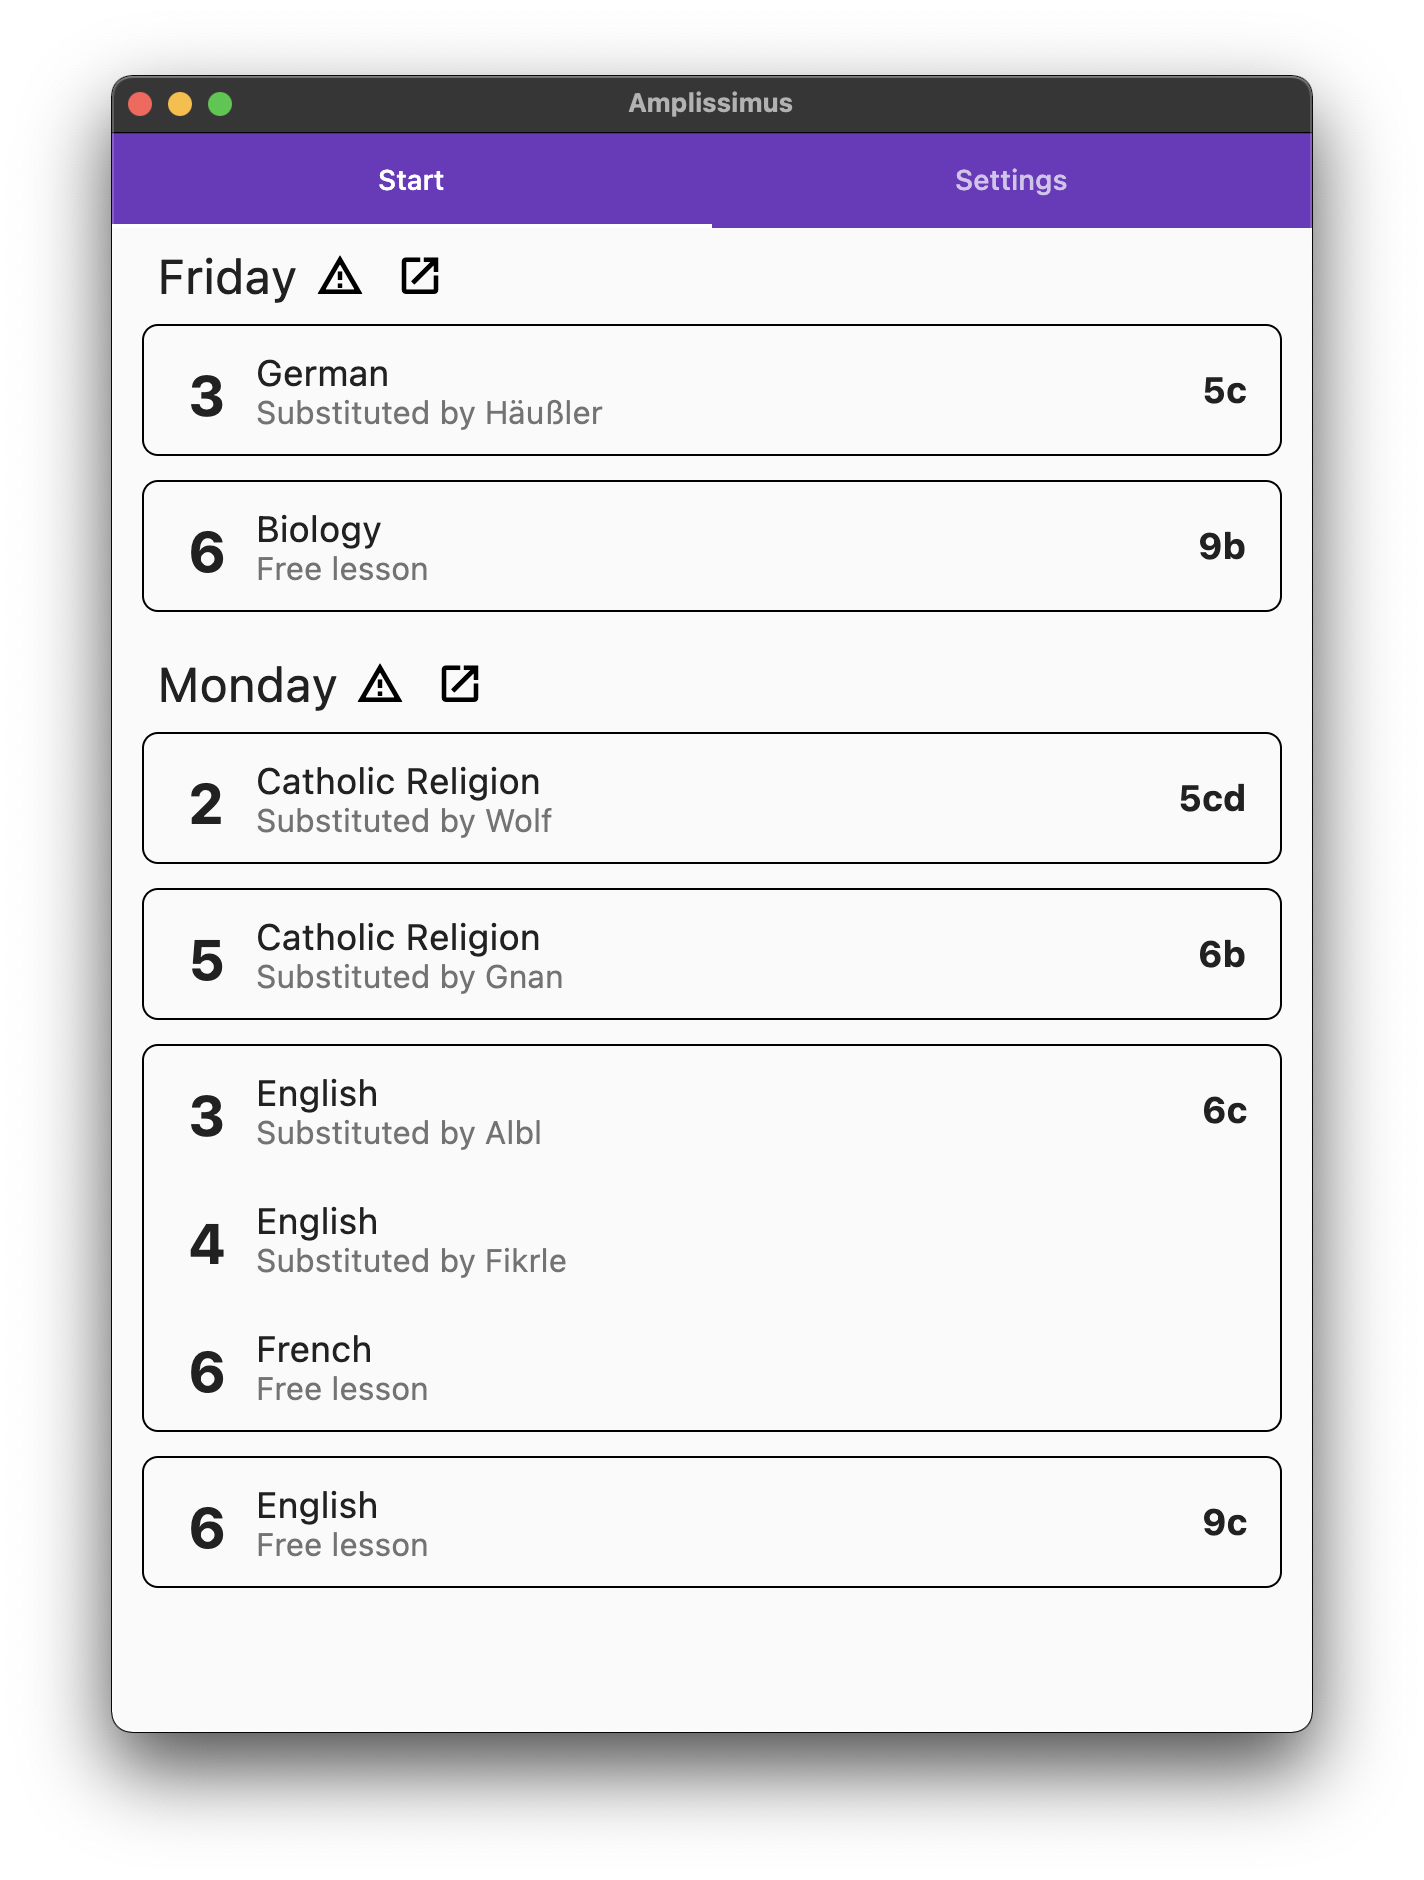 Amplissimus
Start
Settings
Friday
3
German
5c
Substituted by Häußler
6
Biology
9b
Free lesson
Monday
2
Catholic Religion
5cd
Substituted by Wolf
5
Catholic Religion
6b
Substituted by Gnan
3
English
6c
Substituted by Albl
4
English
Substituted by Fikrle
6
French
Free lesson
6
English
9c
Free lesson